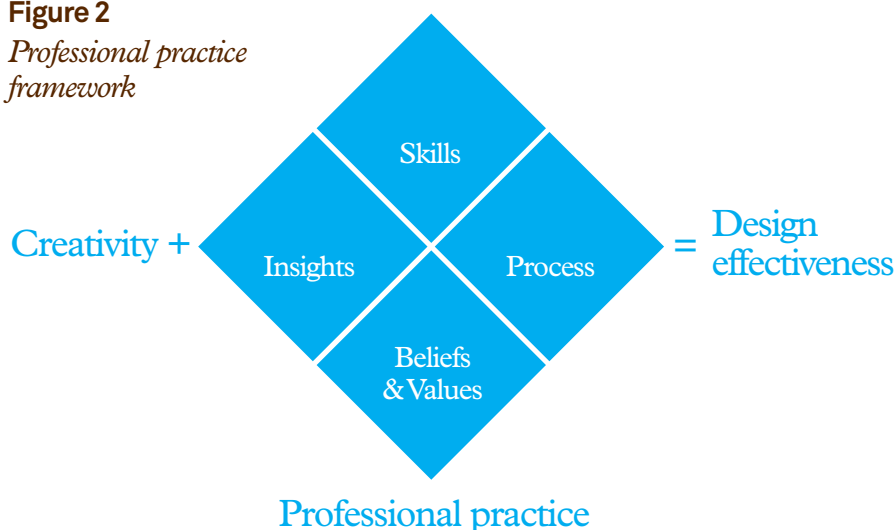 Figure 2
Professional practice
framework
Skills
Creativity +
Insights
Process
= Design
effectiveness
Beliefs
& Values
Professional practice